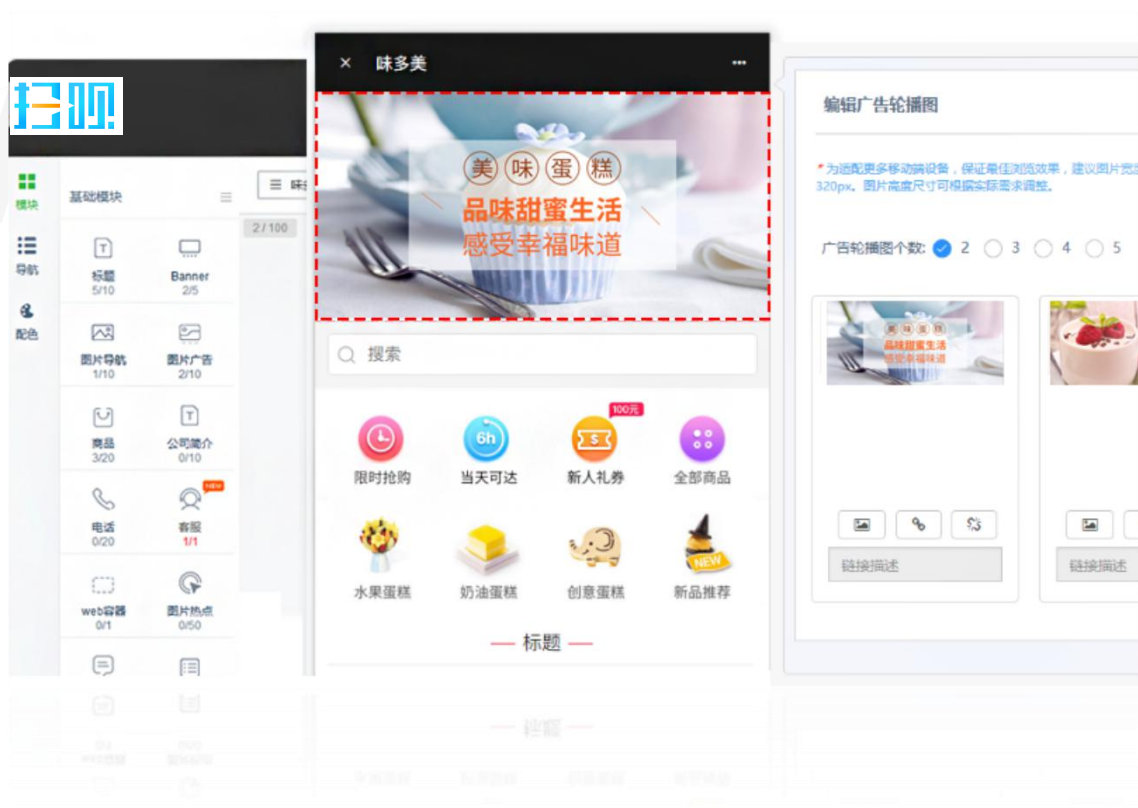 扫呗!
模块
导航
配色
基础模块
标题
5/10
Banner
2/5
图片导航
1/10
图片广告
2/10
商品
3/20
公司简介
0/10
电话
0/20
NEW
客服
1/1
web容器
0/1
图片热点
0/50
2/100
味多美
美味蛋糕
品味甜蜜生活
感受幸福味道
搜索
限时抢购
6h
当天可达
100元
$
新人礼券
全部商品
水果蛋糕
奶油蛋糕
创意蛋糕
NEW
新品推荐
标题
编辑广告轮播图
*为适配更多移动端设备，保证最佳浏览效果，建议图片宽
320px。图片高度尺寸可根据实际需求调整。
广告轮播图个数: 2 3 4 5
美味蛋糕
品味甜蜜生活
感受幸福味道
链接描述
链接描述